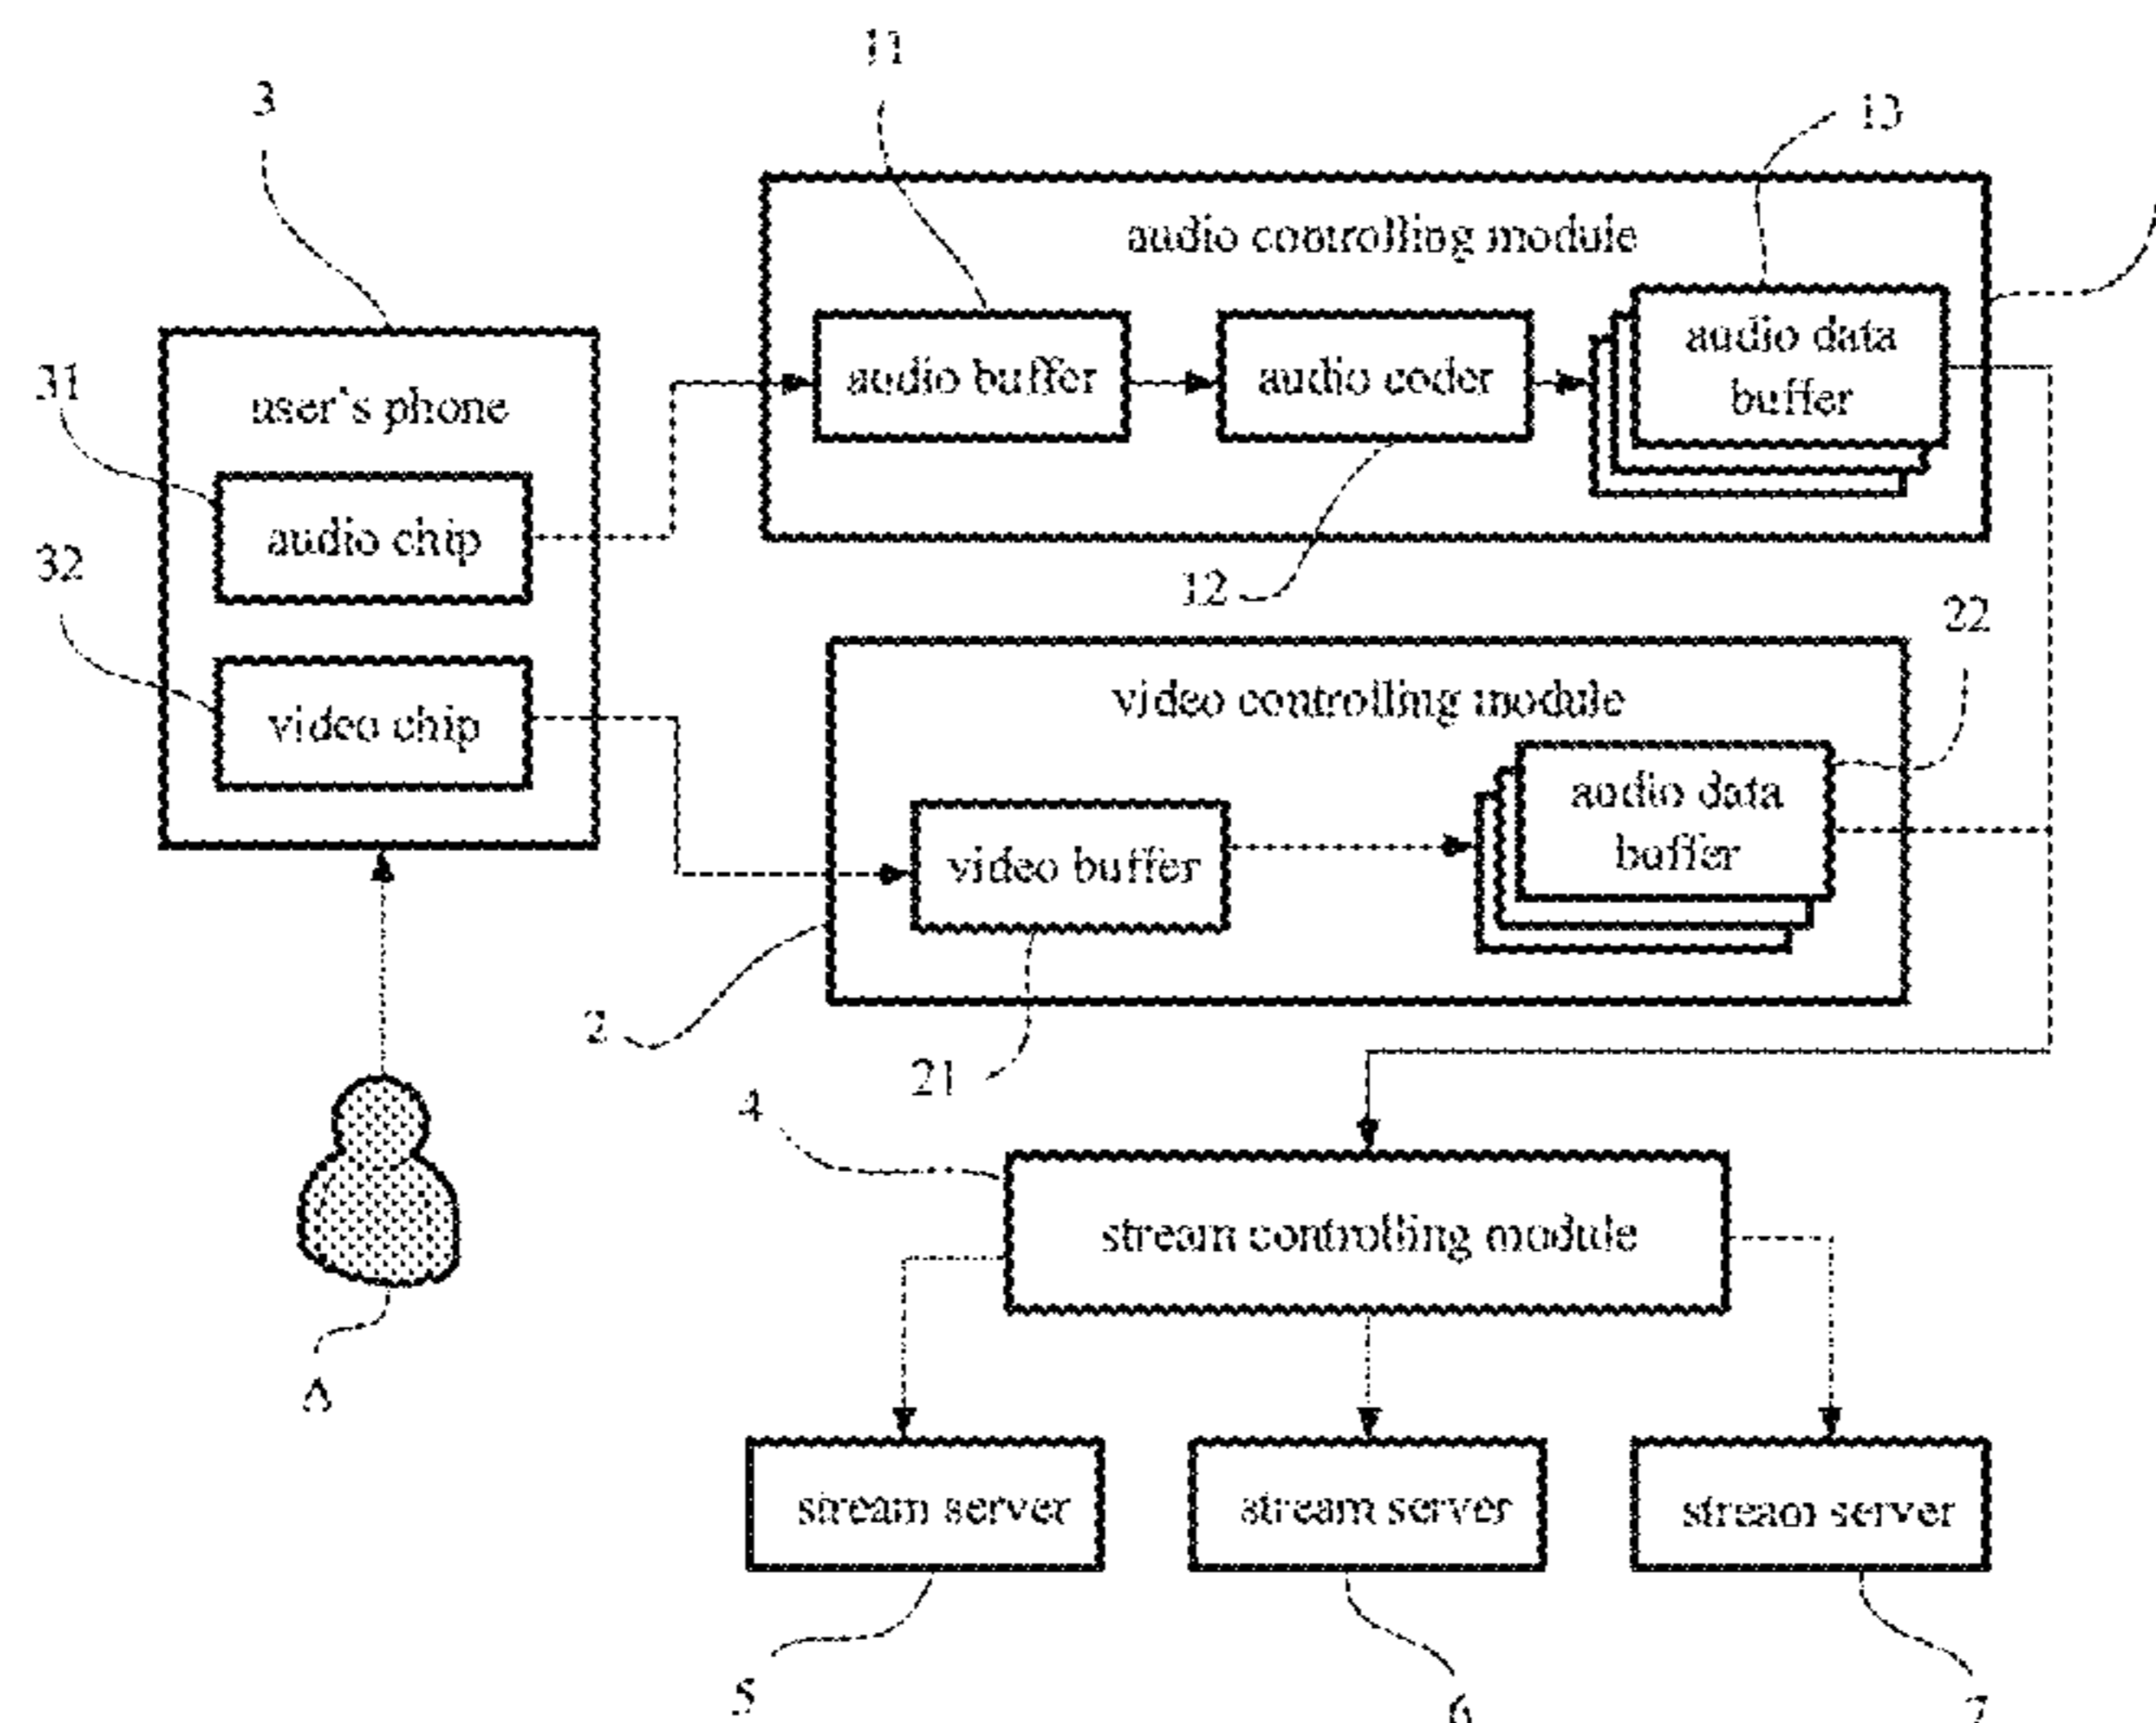 11
3
13
audio controlling module
audio buffer
audio coder
audio data
buffer
31
user's phone
audio chip
32
video chip
12
22
video controlling module
audio data
buffer
video buffer
2
21
4
stream controlling module
A
stream server
stream server
stream server
5
6
7